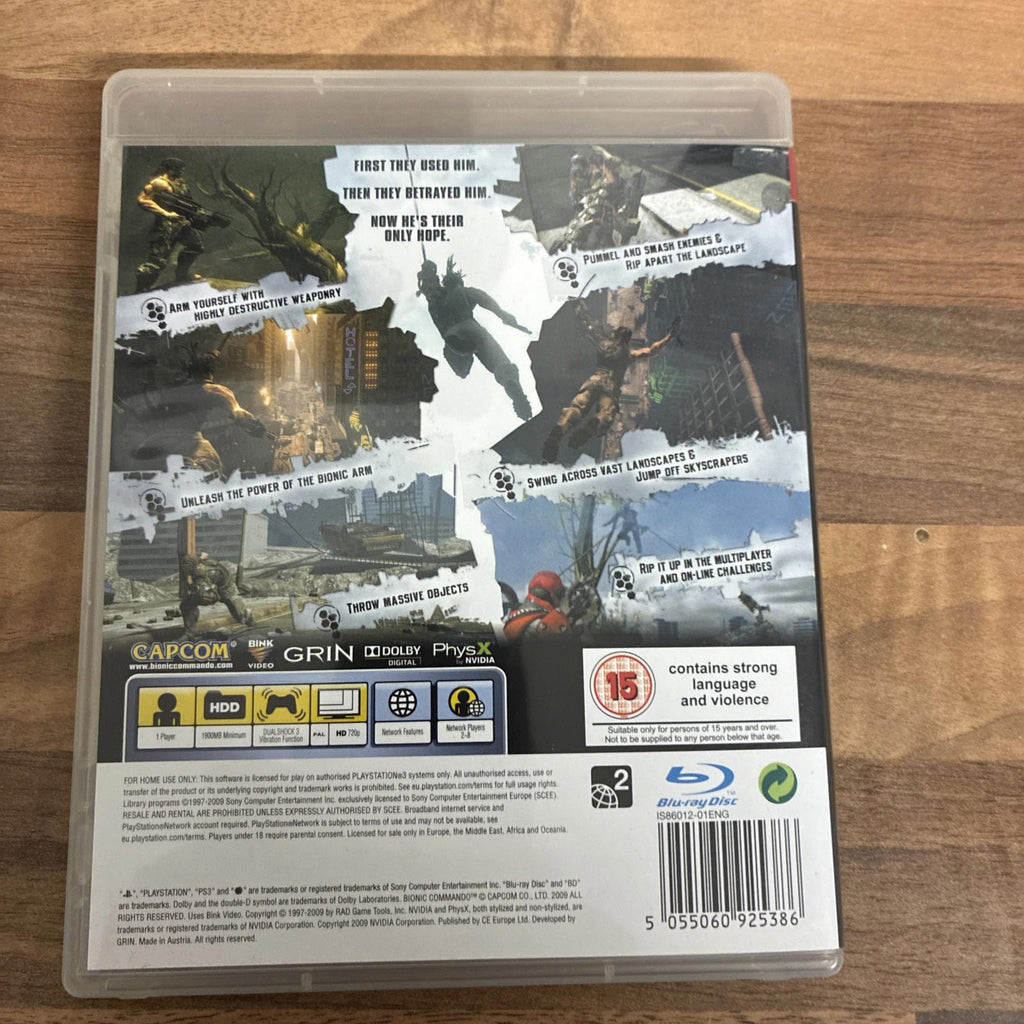 FIRST THEY USED HIM.
THEN THEY BETRAYED HIM.
NOW HE'S THEIR
ONLY HOPE.
PUMMEL AND SMASH ENEMIES &
RIP APART THE LANDSCAPE
ARM YOURSELF WITH
HIGHLY DESTRUCTIVE WEAPONRY
HOTEL
UNLEASH THE POWER OF THE BIONIC ARM
SWING ACROSS VAST LANDSCAPES &
JUMP OFF SKYSCRAPERS
THROW MASSIVE OBJECTS
RIP IT UP IN THE MULTIPLAYER
AND ON-LINE CHALLENGES
CAPCOM®
www.bioniccommando.com
BINK
VIDEO
GRIN
DOLBY
DIGITAL
PhysX
by NVIDIA
1 Player
HDD
1900MB Minimum
DUALSHOCK 3
Vibration Function
PAL HD 720p
Network Features
Network Players
2-8
15
contains strong
language
and violence
Suitable only for persons of 15 years and over.
Not to be supplied to any person below that age.
FOR HOME USE ONLY: This software is licensed for play on authorised PLAYSTATION®3 systems only. All unauthorised access, use or
transfer of the product or its underlying copyright and trademark works is prohibited. See eu.playstation.com/terms for full usage rights.
Library programs ©1997-2009 Sony Computer Entertainment Inc. exclusively licensed to Sony Computer Entertainment Europe (SCEE).
RESALE AND RENTAL ARE PROHIBITED UNLESS EXPRESSLY AUTHORISED BY SCEE. Broadband internet service and
PlayStation®Network account required. PlayStation®Network is subject to terms of use and may not be available, see
eu.playstation.com/terms. Players under 18 require parental consent. Licensed for sale only in Europe, the Middle East, Africa and Oceania.
2
Blu-ray Disc™
IS86012-01ENG
" ", "PLAYSTATION", "PS3" and " " are trademarks or registered trademarks of Sony Computer Entertainment Inc. "Blu-ray Disc" and "BD"
are trademarks. Dolby and the double-D symbol are trademarks of Dolby Laboratories. BIONIC COMMANDO™ © CAPCOM CO., LTD. 2009 ALL
RIGHTS RESERVED. Uses Bink Video. Copyright © 1997-2009 by RAD Game Tools, Inc. NVIDIA and PhysX, both stylized and non-stylized, are
trademarks or registered trademarks of NVIDIA Corporation. Copyright 2009 NVIDIA Corporation. Published by CE Europe Ltd. Developed by
GRIN. Made in Austria. All rights reserved.
5 055060 925386